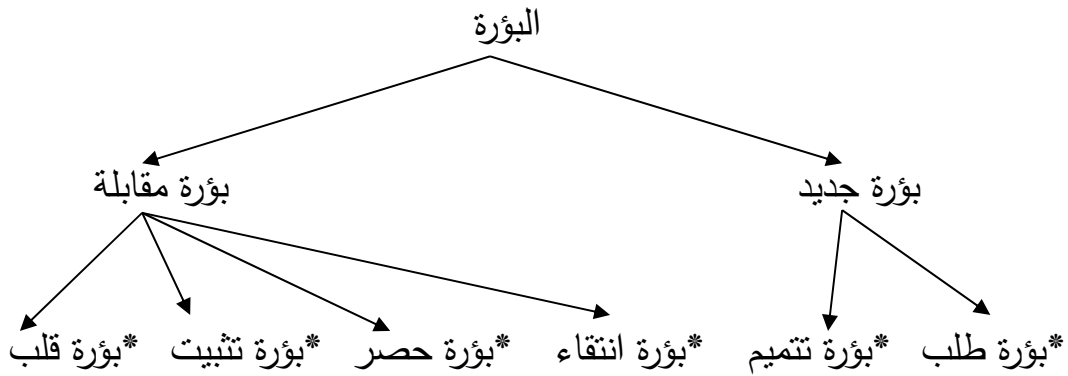 البؤرة
بؤرة جديد
بؤرة مقابلة
*بؤرة طلب
*بؤرة تتميم
*بؤرة انتقاء
*بؤرة حصر
*بؤرة تثبيت
*بؤرة قلب